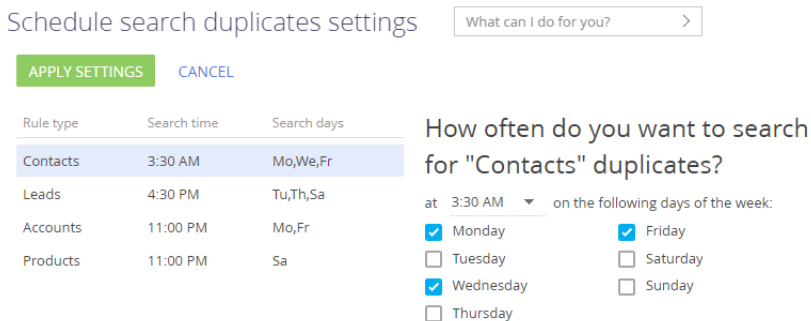 Schedule search duplicates settings
What can I do for you?
APPLY SETTINGS CANCEL
Rule type Search time Search days
Contacts 3:30 AM Mo,We,Fr
Leads 4:30 PM Tu,Th,Sa
Accounts 11:00 PM Mo,Fr
Products 11:00 PM Sa
How often do you want to search
for "Contacts" duplicates?
at 3:30 AM on the following days of the week:
Monday Friday
Tuesday Saturday
Wednesday Sunday
Thursday